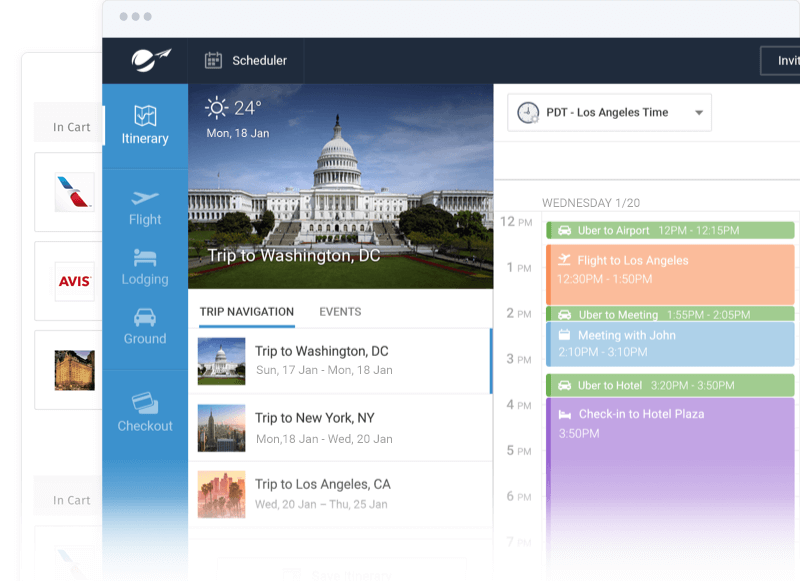 Scheduler
Invit
In Cart
AVIS
In Cart
Itinerary
Flight
Lodging
Ground
Checkout
24°
Mon, 18 Jan
Trip to Washington, DC
TRIP NAVIGATION
EVENTS
Trip to Washington, DC
Sun, 17 Jan - Mon, 18 Jan
Trip to New York, NY
Mon,18 Jan - Wed, 20 Jan
Trip to Los Angeles, CA
Wed, 20 Jan – Thu, 25 Jan
PDT - Los Angeles Time
WEDNESDAY 1/20
12 PM
Uber to Airport 12PM - 12:15PM
1 PM
Flight to Los Angeles
12:30PM - 1:50PM
2 PM
Uber to Meeting 1:55PM - 2:05PM
Meeting with John
2:10PM - 3:10PM
3 PM
Uber to Hotel 3:20PM - 3:50PM
4 PM
Check-in to Hotel Plaza
3:50PM
5 PM
6 PM
7 PM